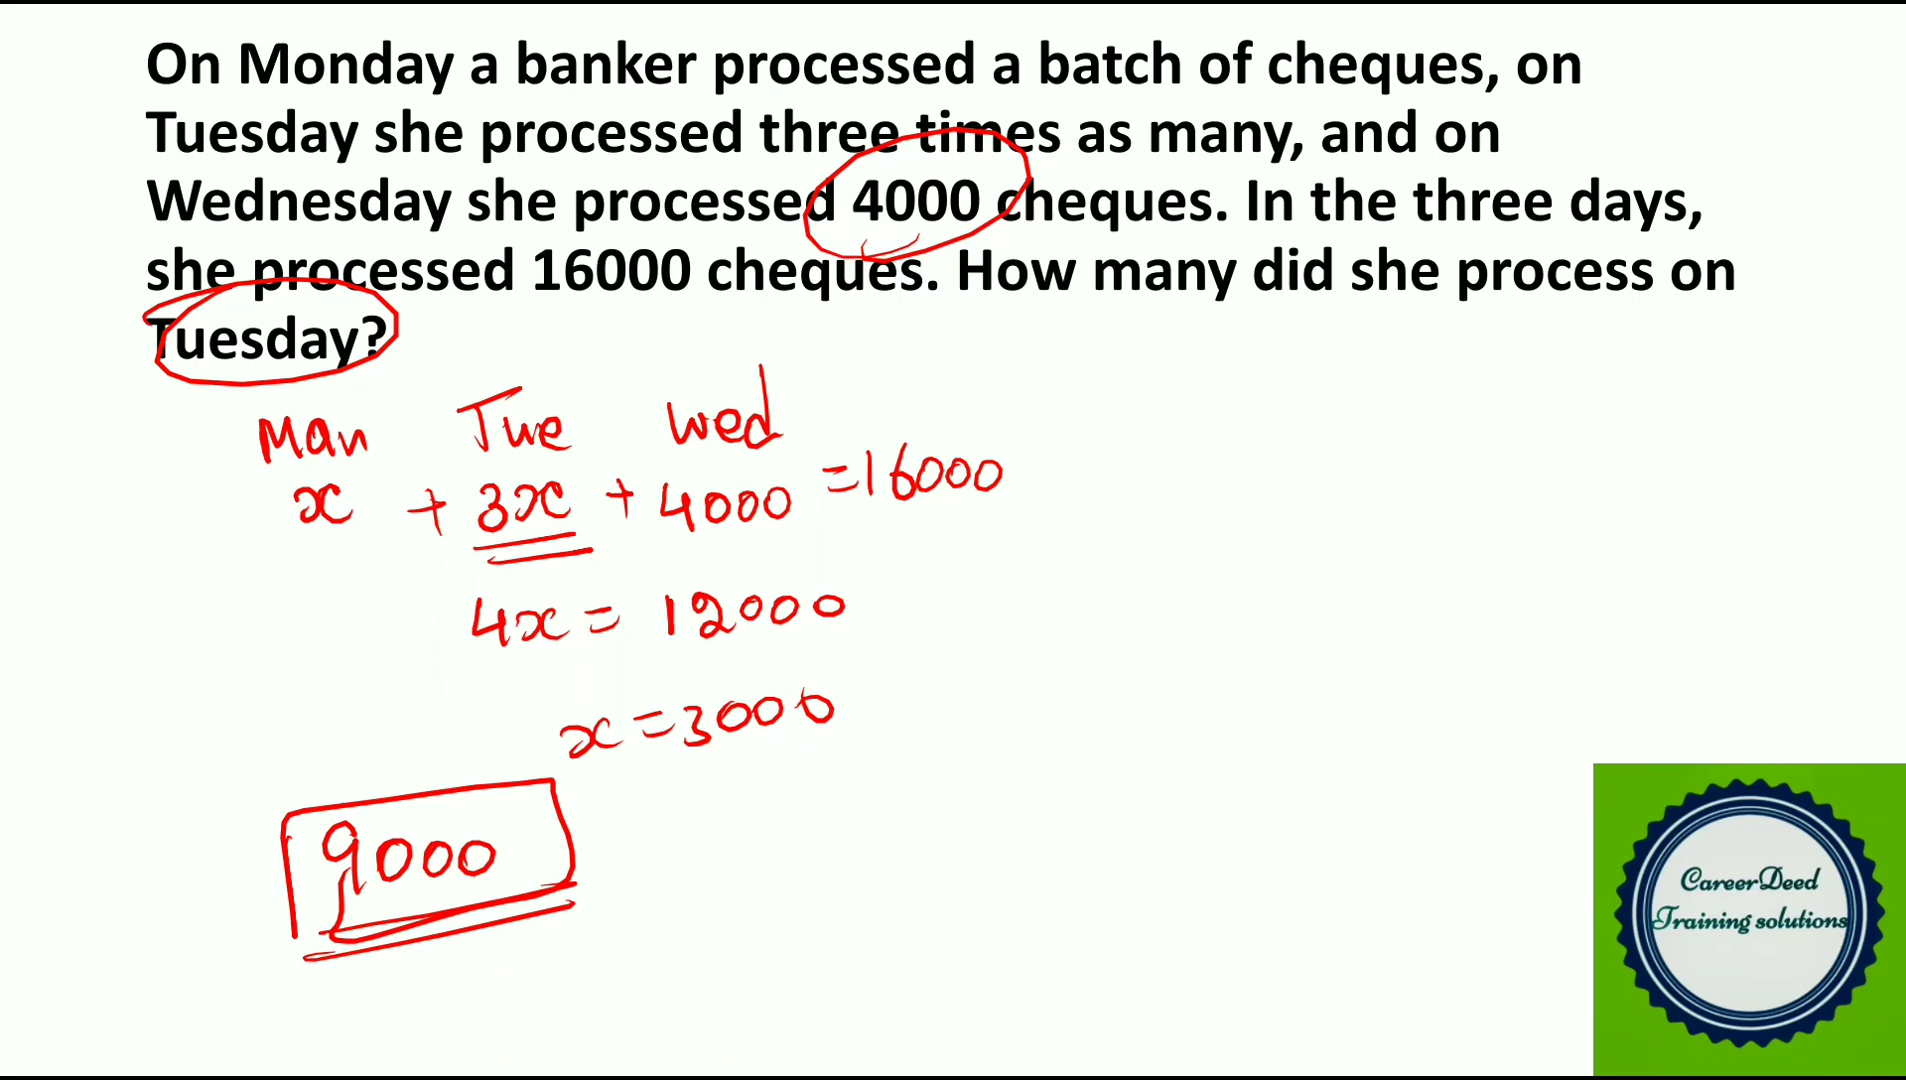 On Monday a banker processed a batch of cheques, on
Tuesday she processed three times as many, and on
Wednesday she processed 4000 cheques. In the three days,
she processed 16000 cheques. How many did she process on
Tuesday?
Man Tue Wed
x + 3x + 4000 =16000
4x = 12000
x = 3000
9000
CareerDeed
Training solutions